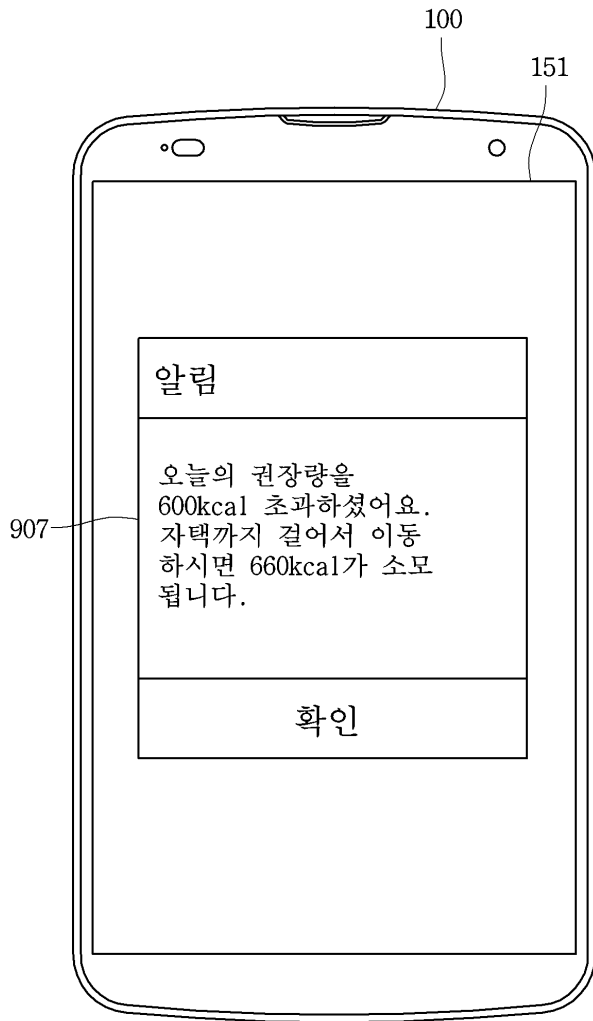 100
151
알림
오늘의 권장량을
600kcal 초과하셨어요.
자택까지 걸어서 이동
하시면 660kcal가 소모
됩니다.
907
확인